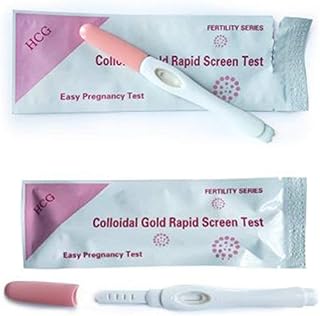 HCG
FERTILITY SERIES
Colloidal Gold Rapid Screen Test
Easy Pregnancy Test
HCG
FERTILITY SERIES
Colloidal Gold Rapid Screen Test
Easy Pregnancy Test